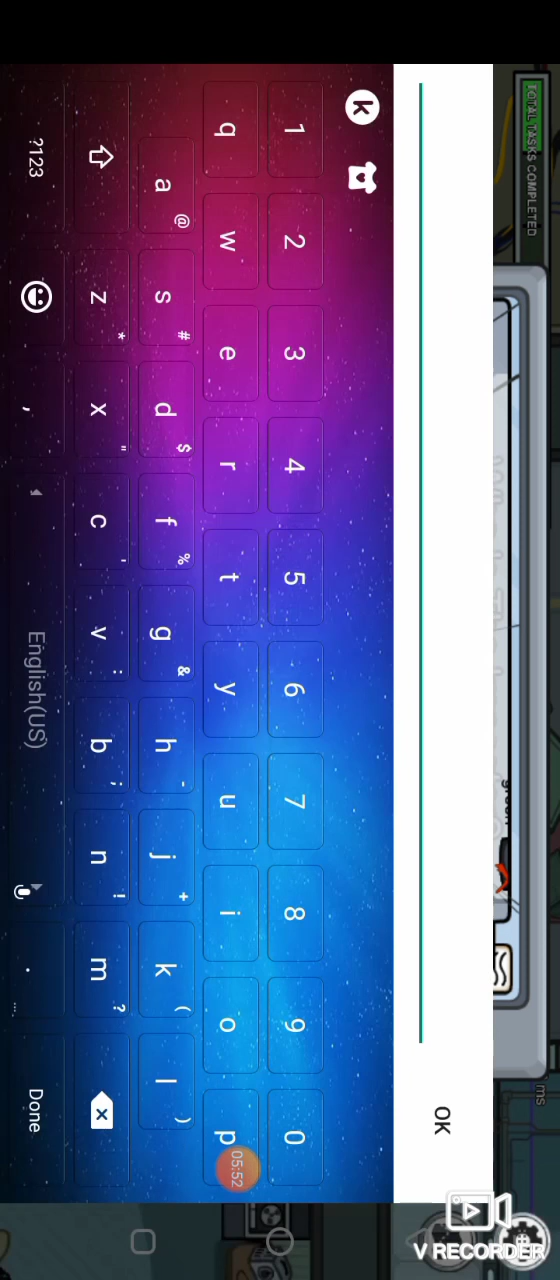 TOTAL TASKS COMPLETED
OK
k
1 2 3 4 5 6 7 8 9 0
q w e r t y u i o p
a @ s # d $ f % g & h - j + k ( l )
z * x " c ' v : b ; n ! m ?
?123 , English(US) . ... Done
05:52
ms
V RECORDER